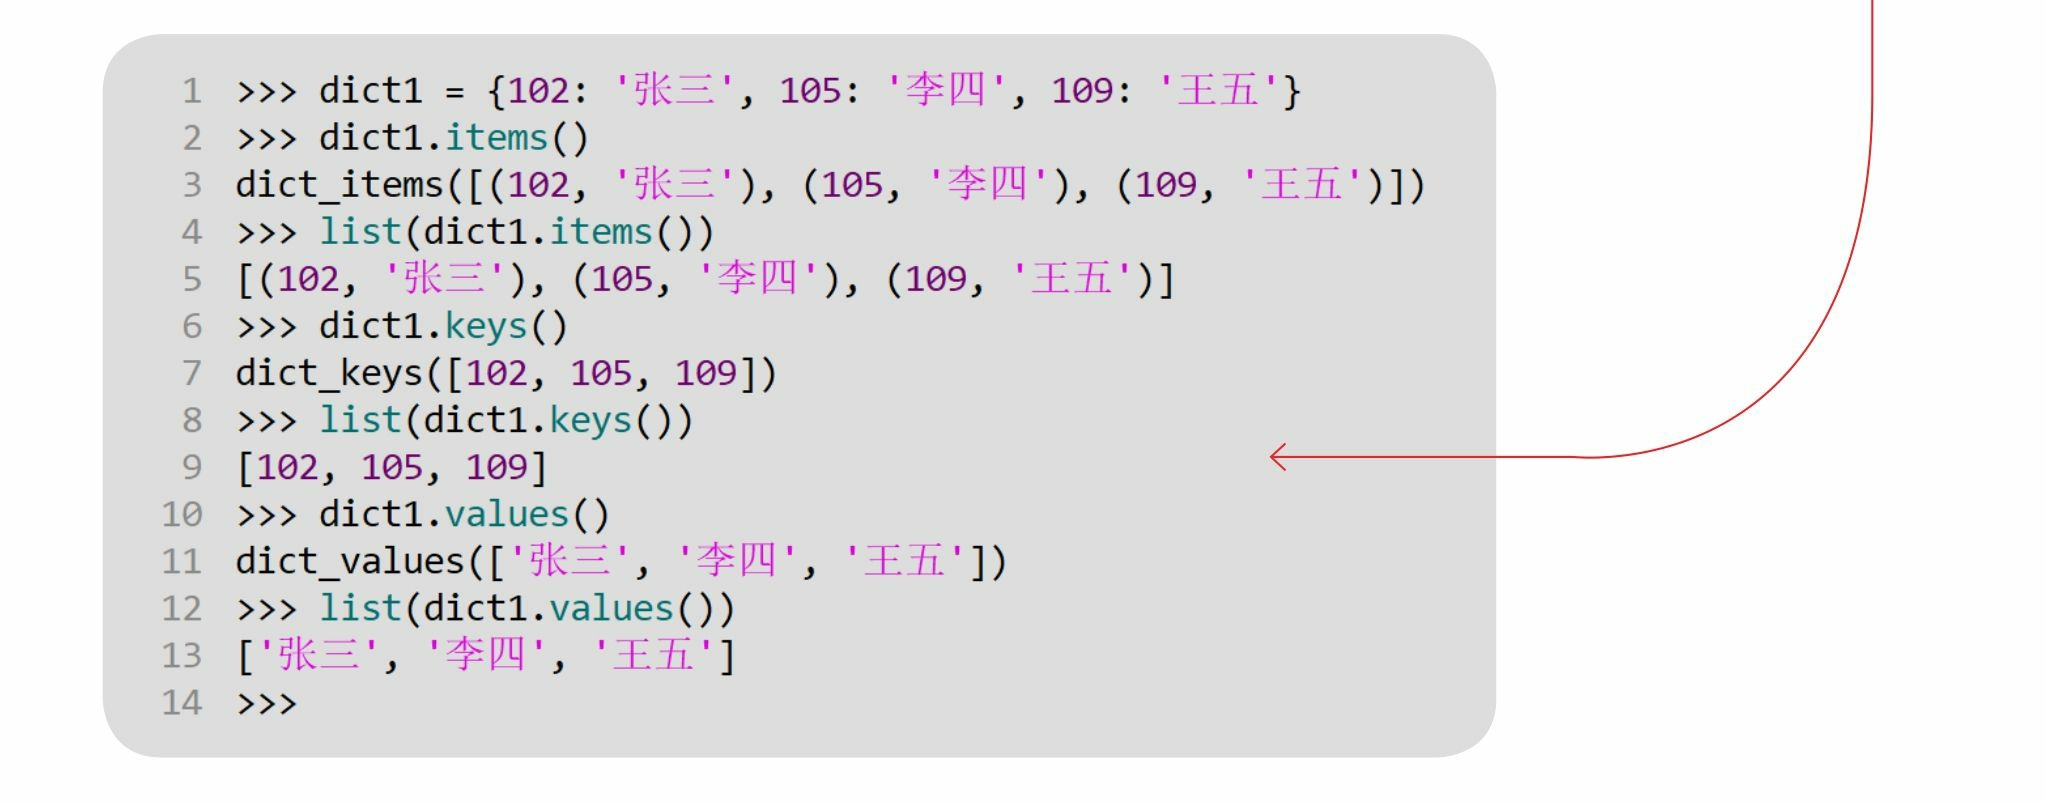 1 >>> dict1 = {102: '张三', 105: '李四', 109: '王五'}
2 >>> dict1.items()
3 dict_items([(102, '张三'), (105, '李四'), (109, '王五')])
4 >>> list(dict1.items())
5 [(102, '张三'), (105, '李四'), (109, '王五')]
6 >>> dict1.keys()
7 dict_keys([102, 105, 109])
8 >>> list(dict1.keys())
9 [102, 105, 109]
10 >>> dict1.values()
11 dict_values(['张三', '李四', '王五'])
12 >>> list(dict1.values())
13 ['张三', '李四', '王五']
14 >>>